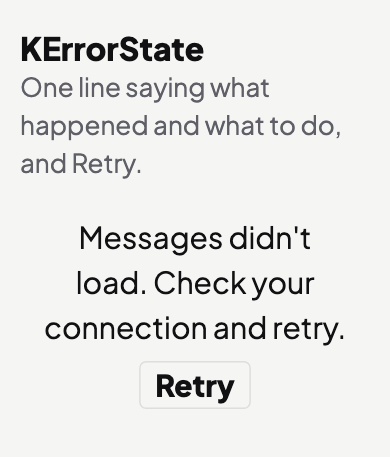 KErrorState
One line saying what
happened and what to do,
and Retry.
Messages didn't
load. Check your
connection and retry.
Retry